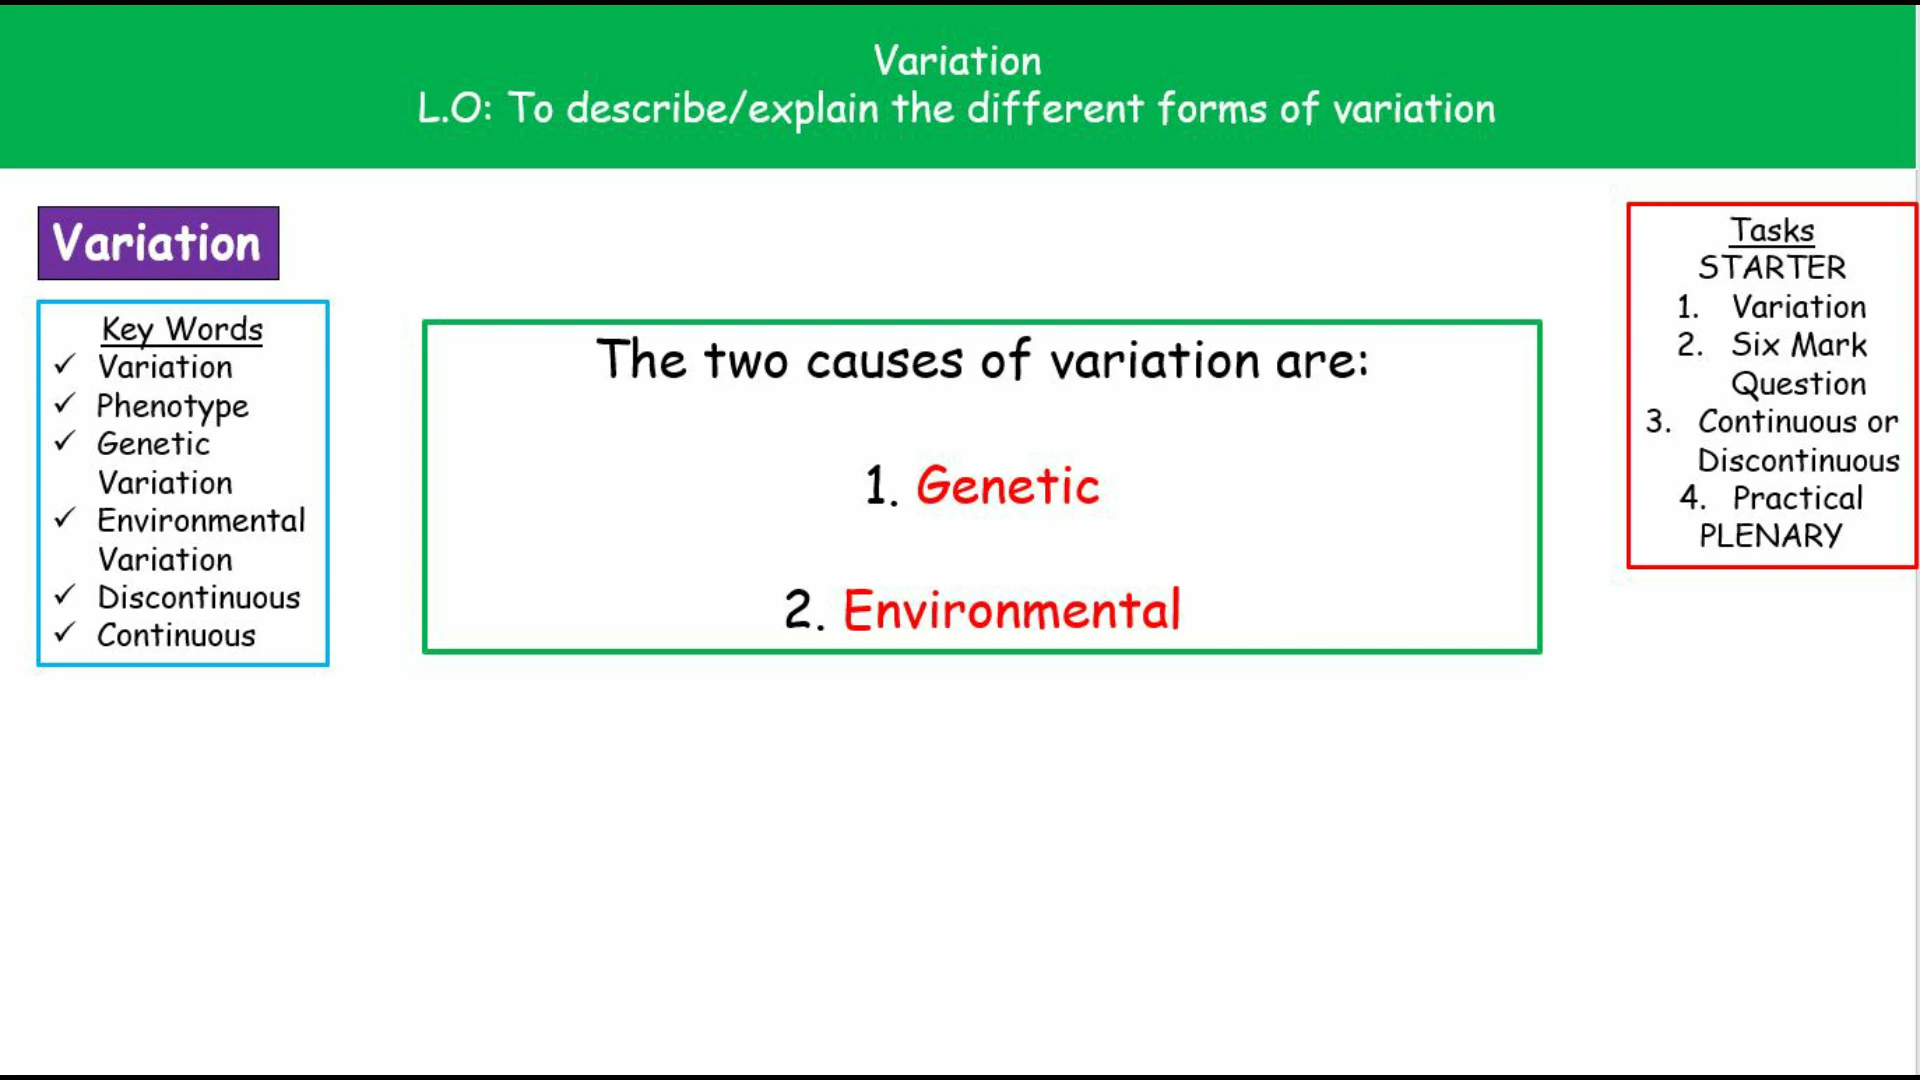 Variation
L.O: To describe/explain the different forms of variation
Variation
Key Words
✓ Variation
✓ Phenotype
✓ Genetic
Variation
✓ Environmental
Variation
✓ Discontinuous
✓ Continuous
The two causes of variation are:
1. Genetic
2. Environmental
Tasks
STARTER
1. Variation
2. Six Mark
Question
3. Continuous or
Discontinuous
4. Practical
PLENARY